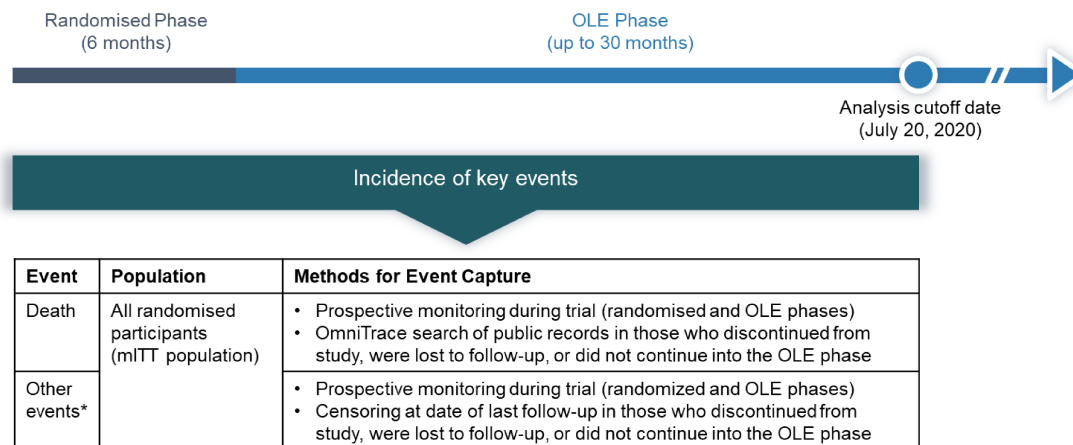 Randomised Phase
(6 months)
OLE Phase
(up to 30 months)
Analysis cutoff date
(July 20, 2020)
Incidence of key events
Event Population Methods for Event Capture
Death All randomised participants (mITT population)
• Prospective monitoring during trial (randomised and OLE phases)
• OmniTrace search of public records in those who discontinued from
study, were lost to follow-up, or did not continue into the OLE phase
Other
events*
• Prospective monitoring during trial (randomized and OLE phases)
• Censoring at date of last follow-up in those who discontinued from
study, were lost to follow-up, or did not continue into the OLE phase